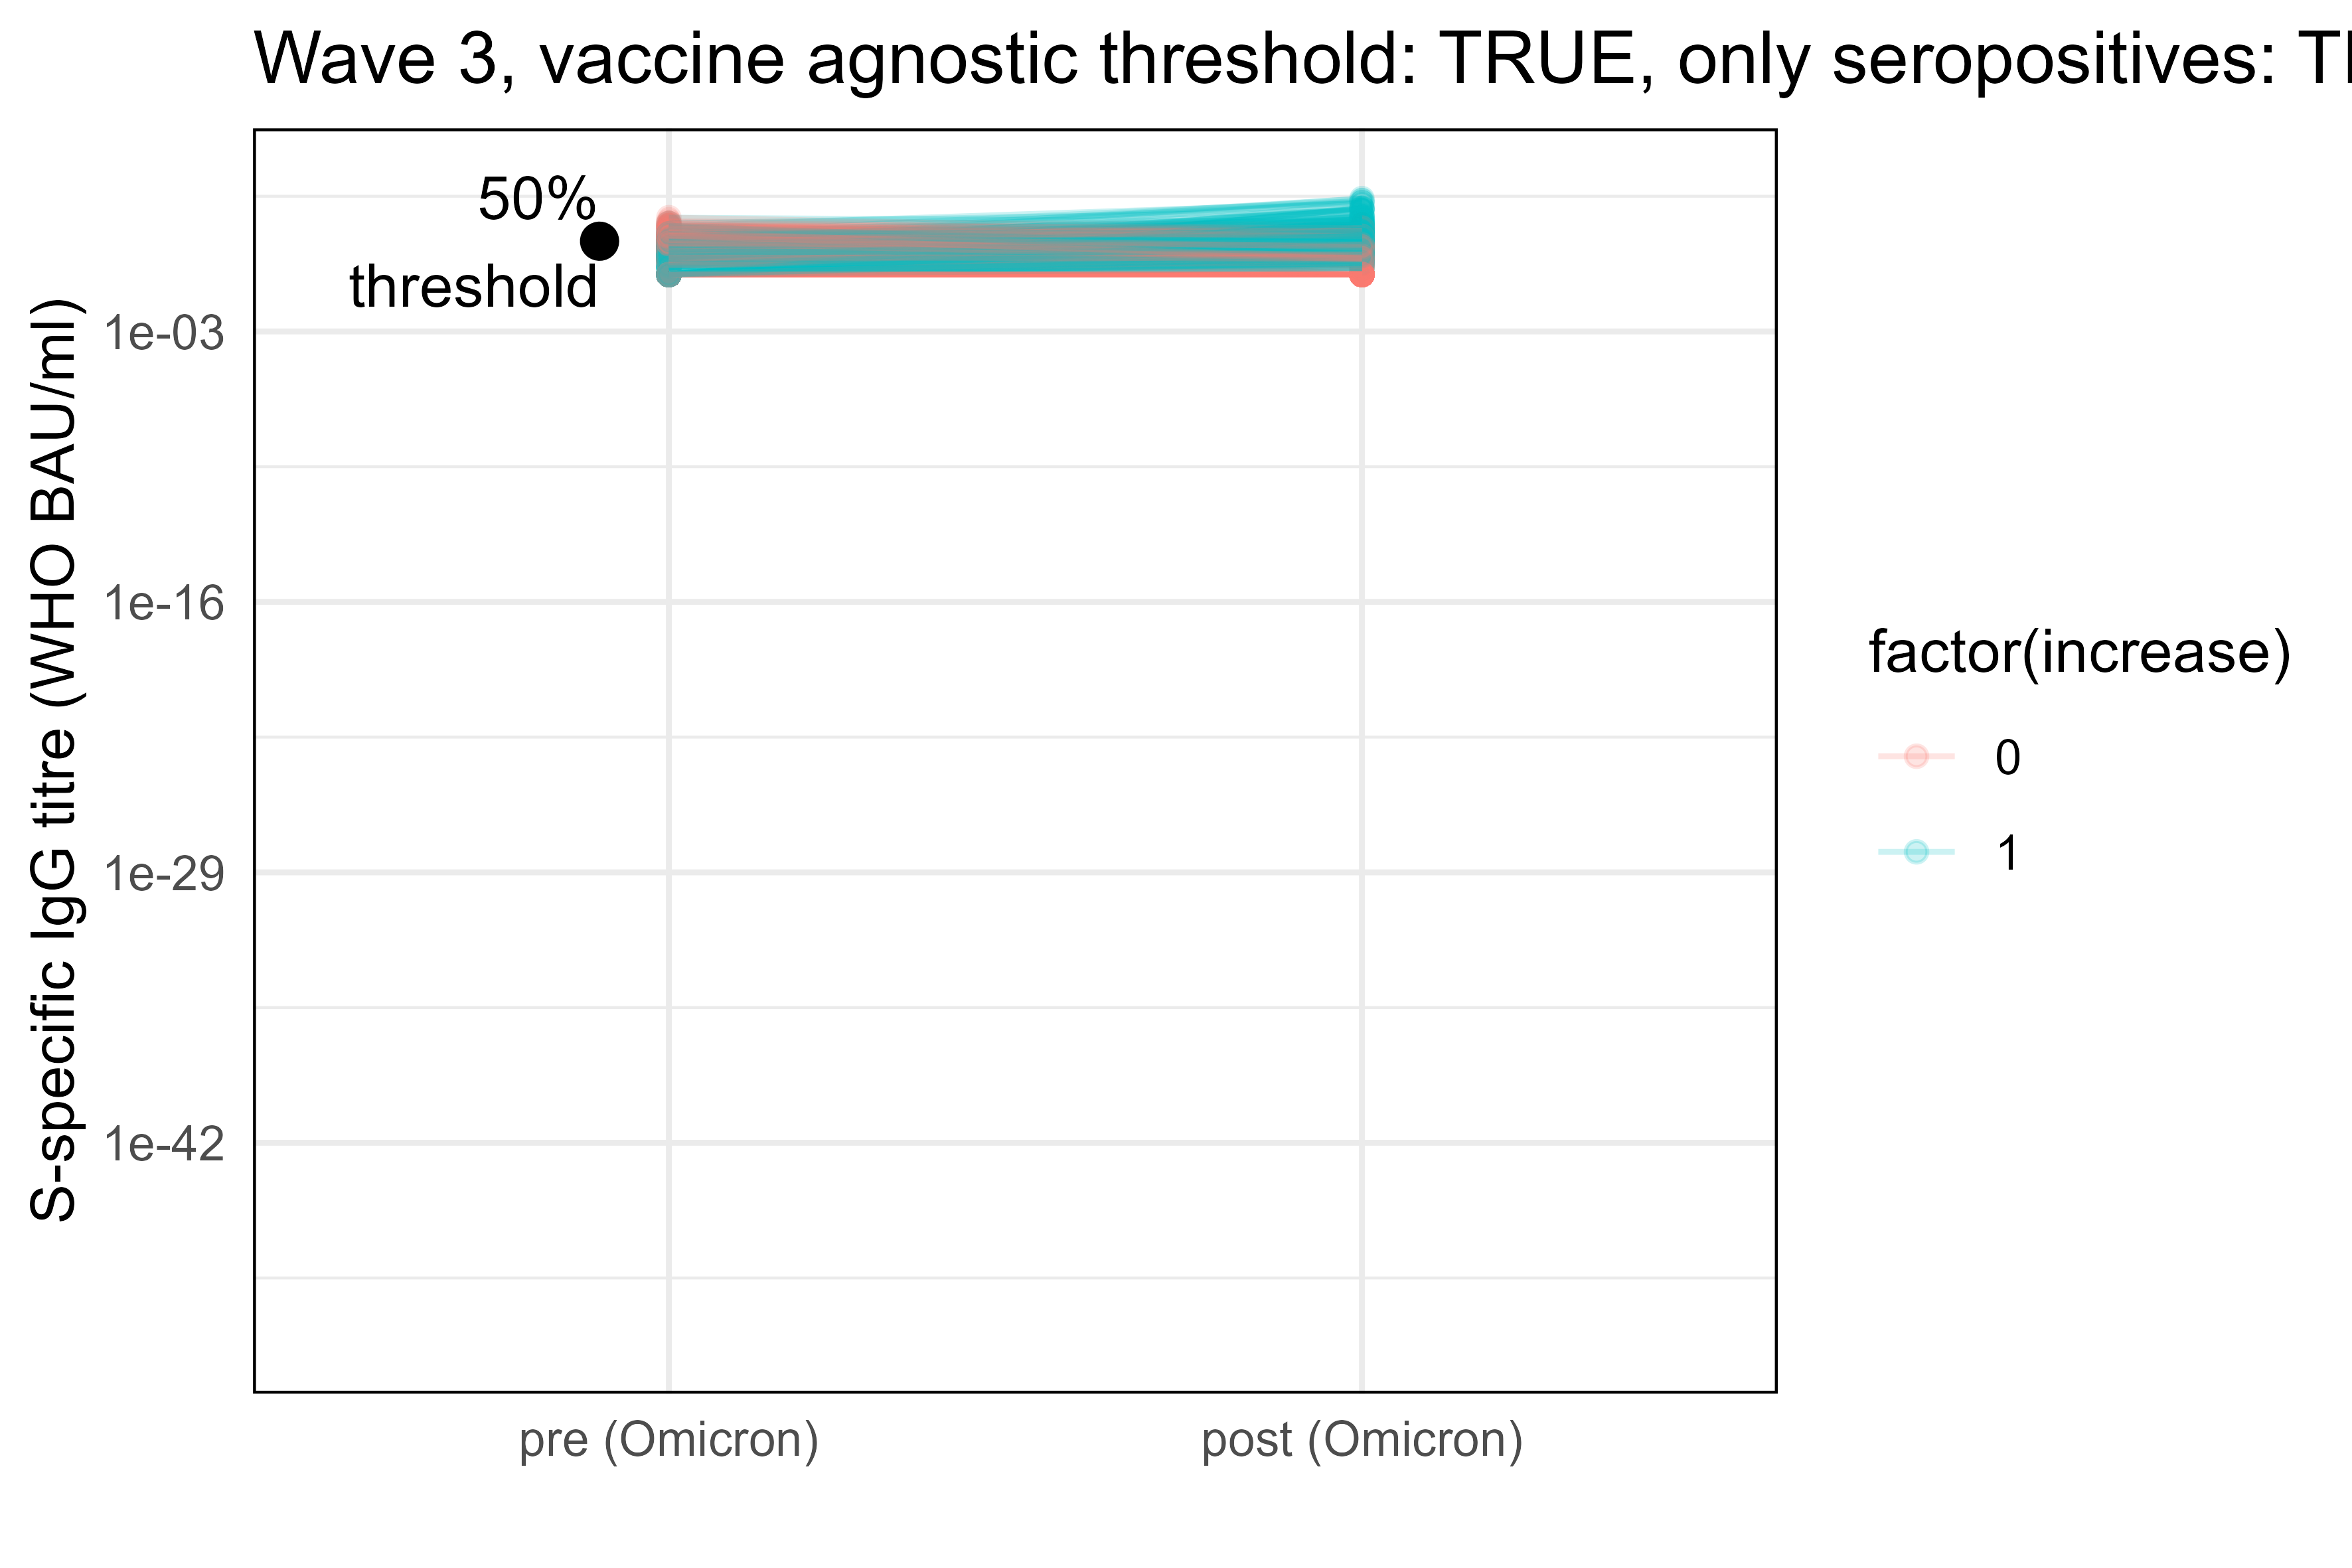 Wave 3, vaccine agnostic threshold: TRUE, only seropositives:
50%
threshold
S-specific IgG titre (WHO BAU/ml)
1e-03
1e-16
1e-29
1e-42
pre (Omicron)
post (Omicron)
factor(increase)
0
1